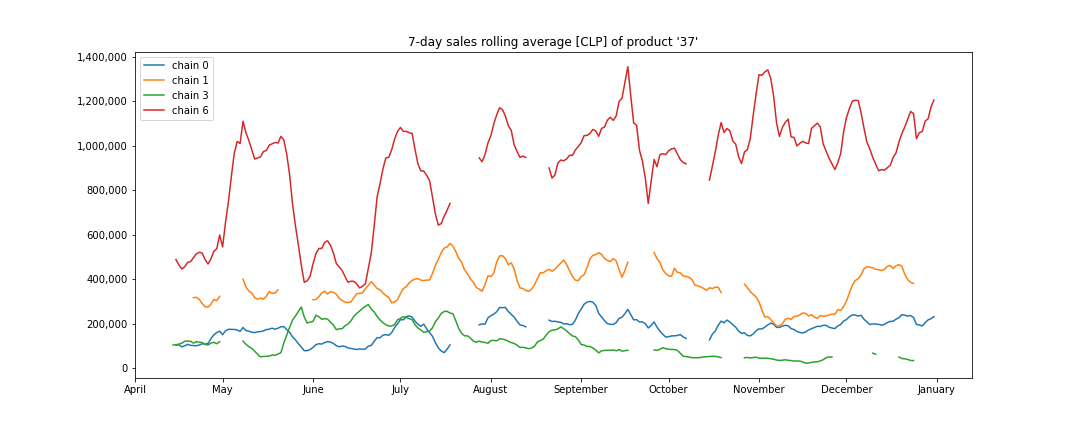 7-day sales rolling average [CLP] of product '37'
1,400,000
1,200,000
1,000,000
800,000
600,000
400,000
200,000
0
chain 0
chain 1
chain 3
chain 6
April May June July August September October November December January